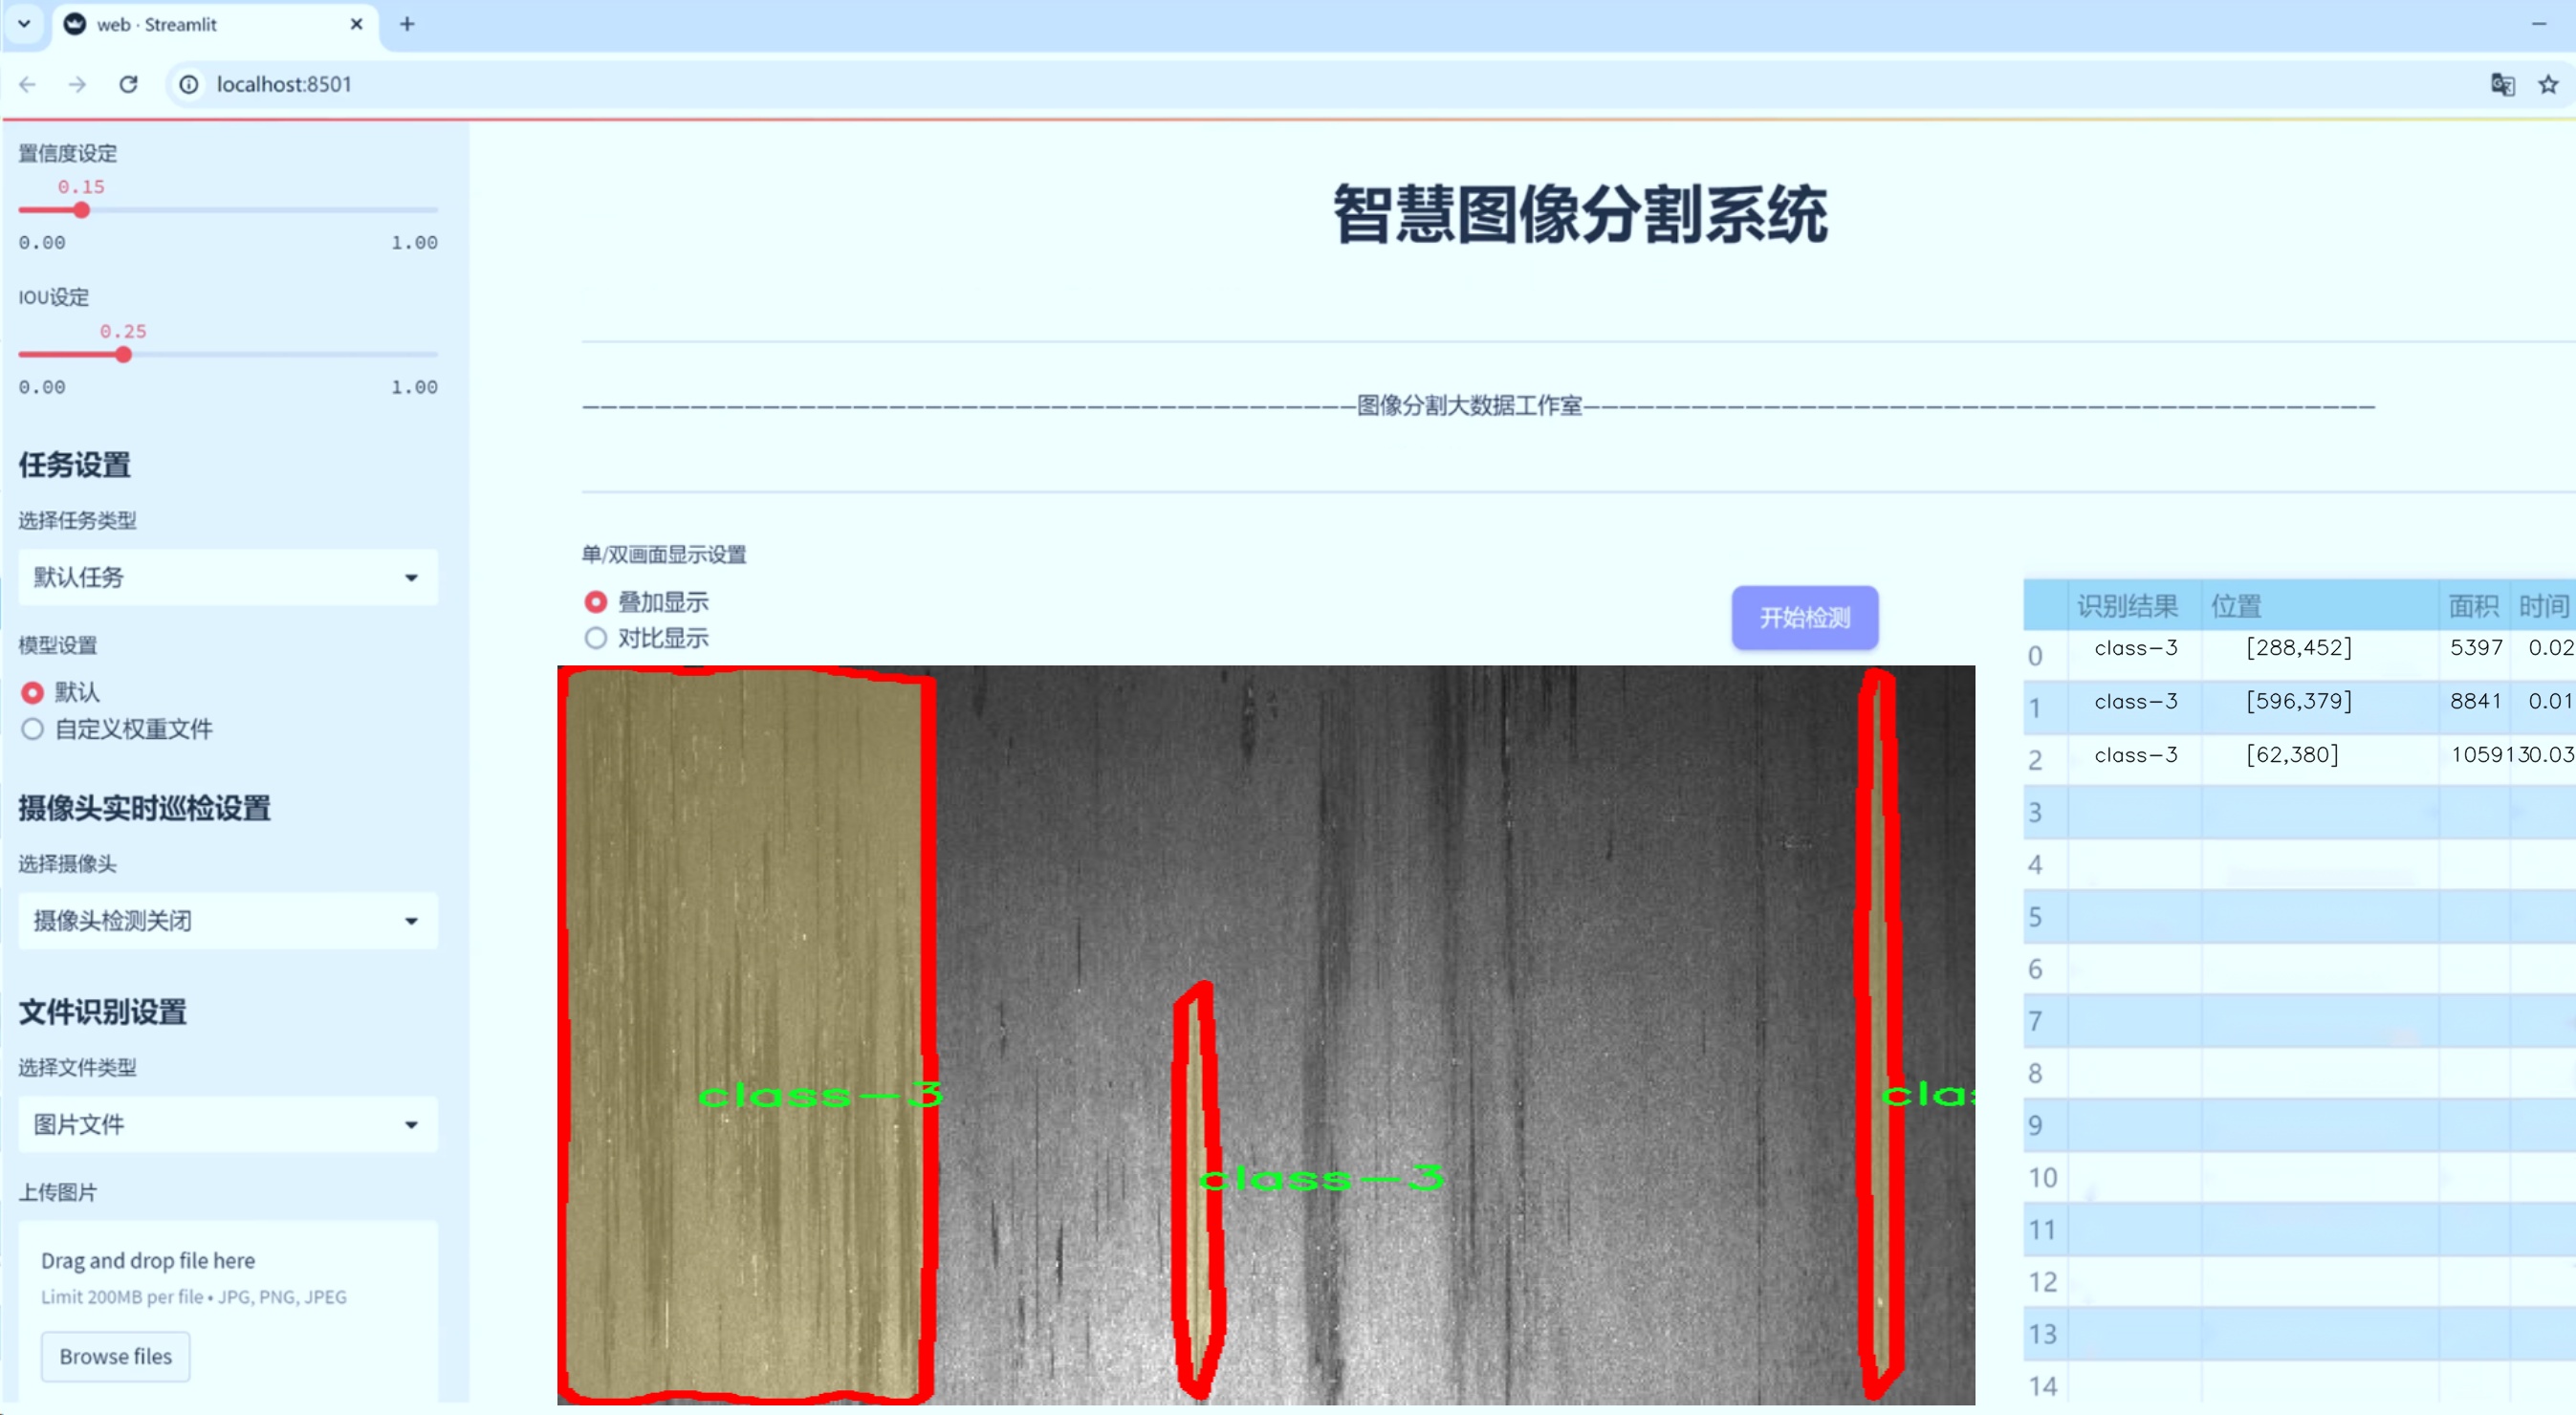 web · Streamlit
localhost:8501
置信度设定
0.15
0.00 1.00
IOU设定
0.25
0.00 1.00
任务设置
选择任务类型
默认任务
模型设置
默认
自定义权重文件
摄像头实时巡检设置
选择摄像头
摄像头检测关闭
文件识别设置
选择文件类型
图片文件
上传图片
Drag and drop file here
Limit 200MB per file • JPG, PNG, JPEG
Browse files
智慧图像分割系统
图像分割大数据工作室
单/双画面显示设置
叠加显示
对比显示
开始检测
class-3
class-3
clas
识别结果 位置 面积 时间
0 class-3 [288,452] 5397 0.02
1 class-3 [596,379] 8841 0.01
2 class-3 [62,380] 105913 0.03
3
4
5
6
7
8
9
10
11
12
13
14